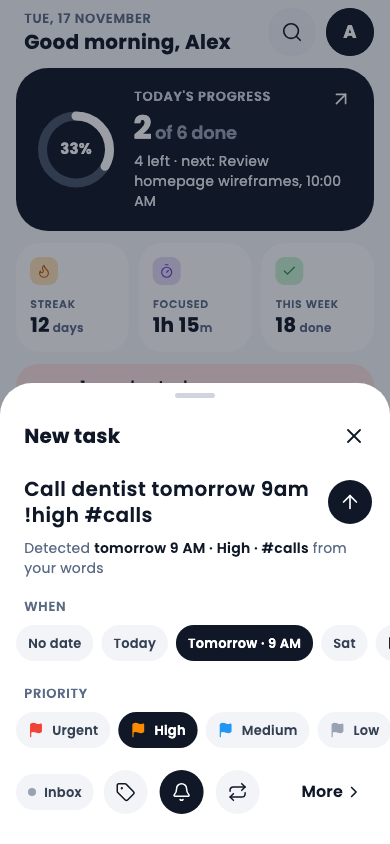 TUE, 17 NOVEMBER
Good morning, Alex
A
TODAY'S PROGRESS
33%
2 of 6 done
4 left · next: Review
homepage wireframes, 10:00
AM
STREAK
12 days
FOCUSED
1h 15m
THIS WEEK
18 done
New task
Call dentist tomorrow 9am
!high #calls
Detected tomorrow 9 AM · High · #calls from
your words
WHEN
No date
Today
Tomorrow · 9 AM
Sat
PRIORITY
Urgent
High
Medium
Low
Inbox
More